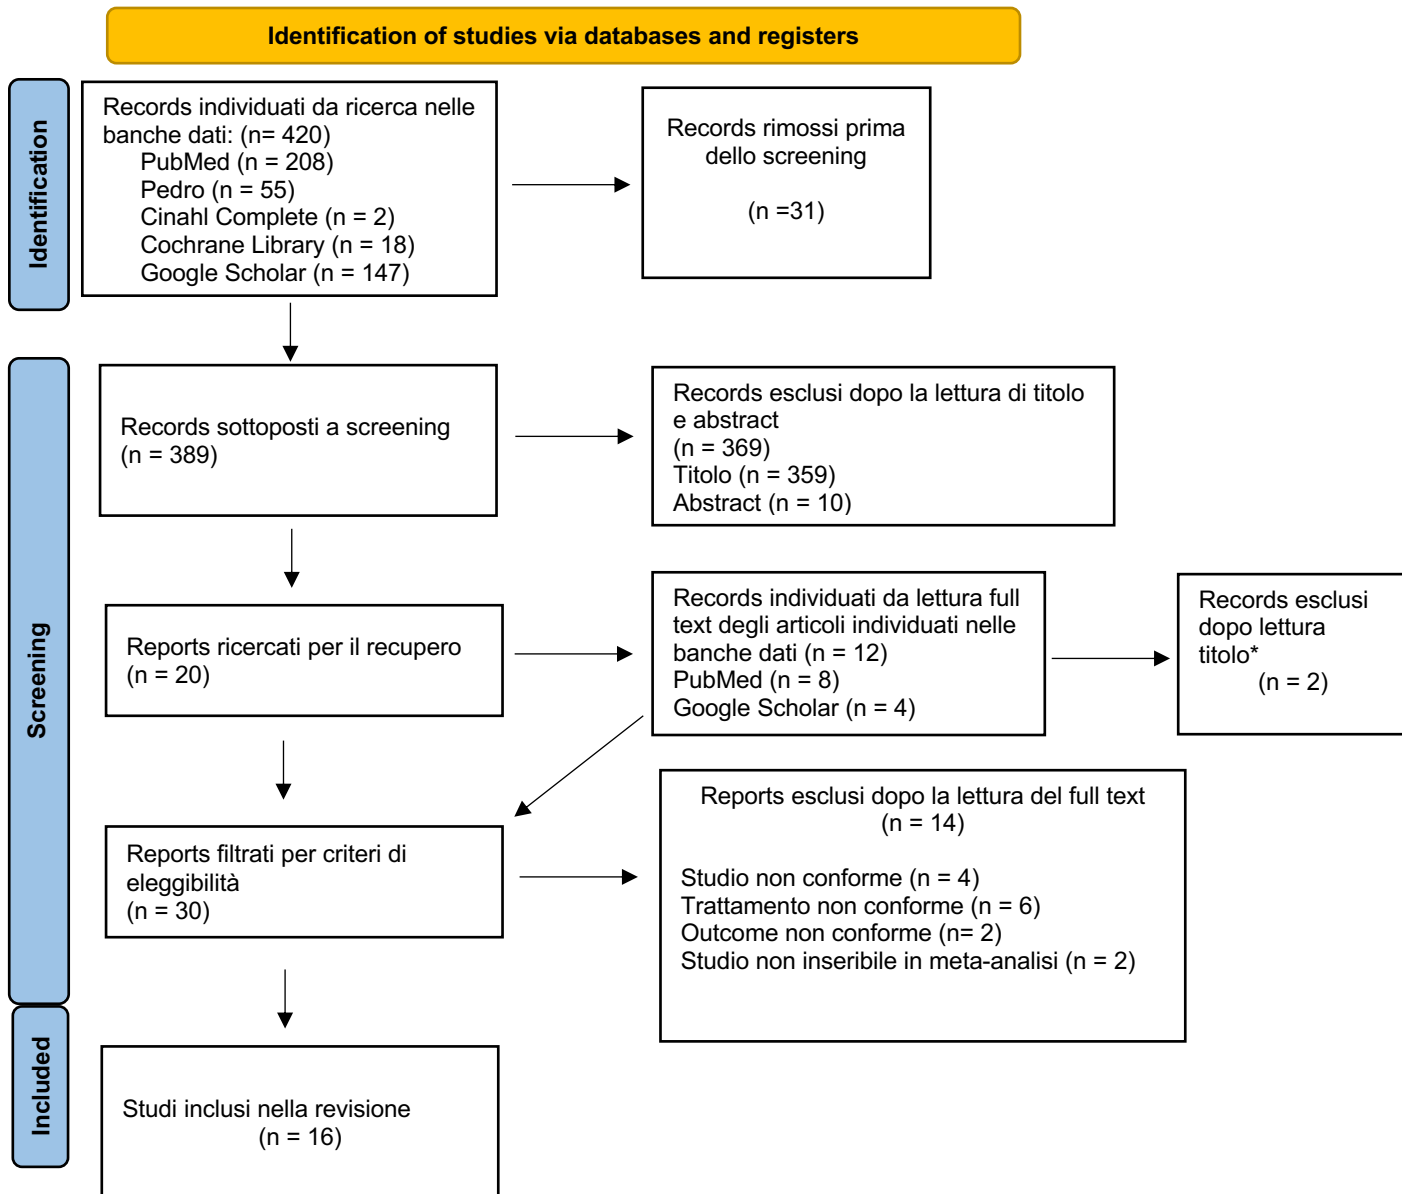 Identification of studies via databases and registers
Identification
Records individuati da ricerca nelle
banche dati: (n= 420)
PubMed (n = 208)
Pedro (n = 55)
Cinahl Complete (n = 2)
Cochrane Library (n = 18)
Google Scholar (n = 147)
Records rimossi prima
dello screening
(n =31)
Screening
Records sottoposti a screening
(n = 389)
Records esclusi dopo la lettura di titolo
e abstract
(n = 369)
Titolo (n = 359)
Abstract (n = 10)
Reports ricercati per il recupero
(n = 20)
Records individuati da lettura full
text degli articoli individuati nelle
banche dati (n = 12)
PubMed (n = 8)
Google Scholar (n = 4)
Records esclusi
dopo lettura
titolo*
(n = 2)
Reports filtrati per criteri di
eleggibilità
(n = 30)
Reports esclusi dopo la lettura del full text
(n = 14)
Studio non conforme (n = 4)
Trattamento non conforme (n = 6)
Outcome non conforme (n= 2)
Studio non inseribile in meta-analisi (n = 2)
Included
Studi inclusi nella revisione
(n = 16)